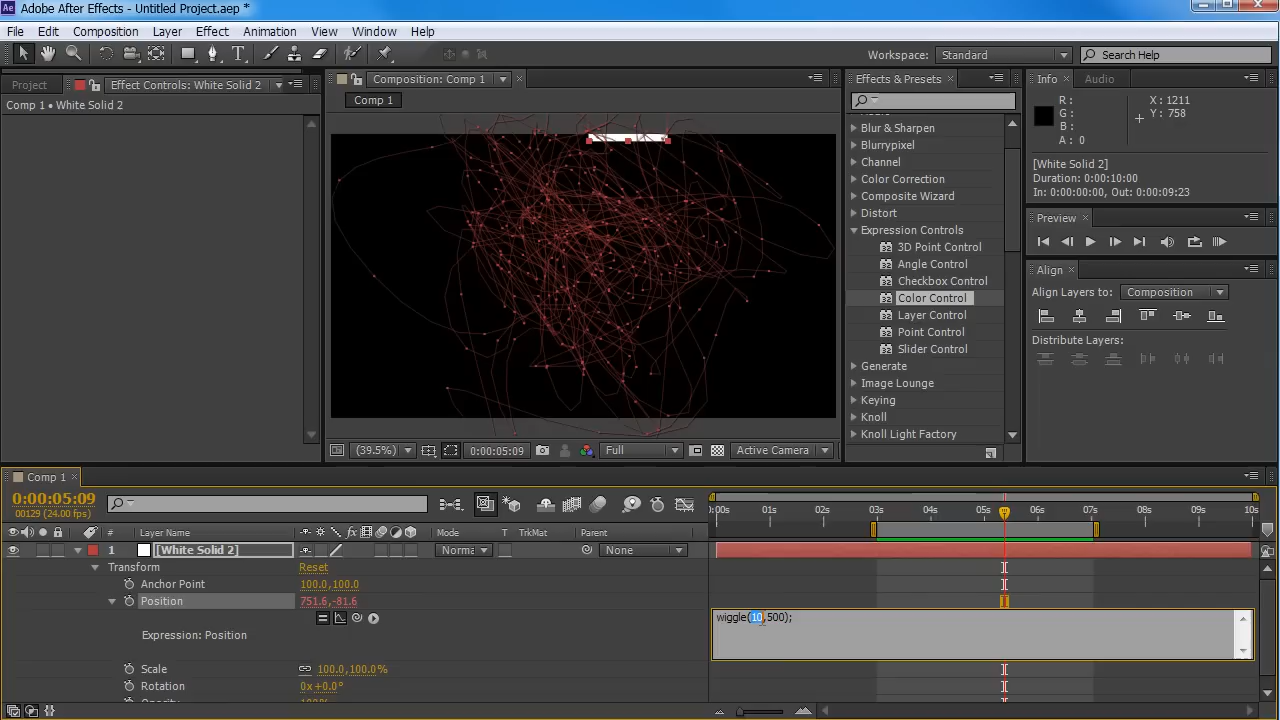 Adobe After Effects - Untitled Project.aep *
File Edit Composition Layer Effect Animation View Window Help
Workspace: Standard Search Help
Project Effect Controls: White Solid 2
Comp 1 • White Solid 2
Composition: Comp 1
Comp 1
(39.5%) 0:00:05:09 Full Active Camera
Effects & Presets
Blur & Sharpen
Blurrypixel
Channel
Color Correction
Composite Wizard
Distort
Expression Controls
3D Point Control
Angle Control
Checkbox Control
Color Control
Layer Control
Point Control
Slider Control
Generate
Image Lounge
Keying
Knoll
Knoll Light Factory
Info Audio
R : X : 1211
G : Y : 758
B :
A : 0
[White Solid 2]
Duration: 0:00:10:00
In: 0:00:00:00, Out: 0:00:09:23
Preview
Align
Align Layers to: Composition
Distribute Layers:
Comp 1
0:00:05:09
00129 (24.00 fps)
# Layer Name Mode T TrkMat Parent
:00s 01s 02s 03s 04s 05s 06s 07s 08s 09s 10s
1 [White Solid 2] Norma None
Transform Reset
Anchor Point 100.0,100.0
Position 751.6,-81.6
wiggle(10,500);
Expression: Position
Scale 100.0,100.0%
Rotation 0x+0.0°